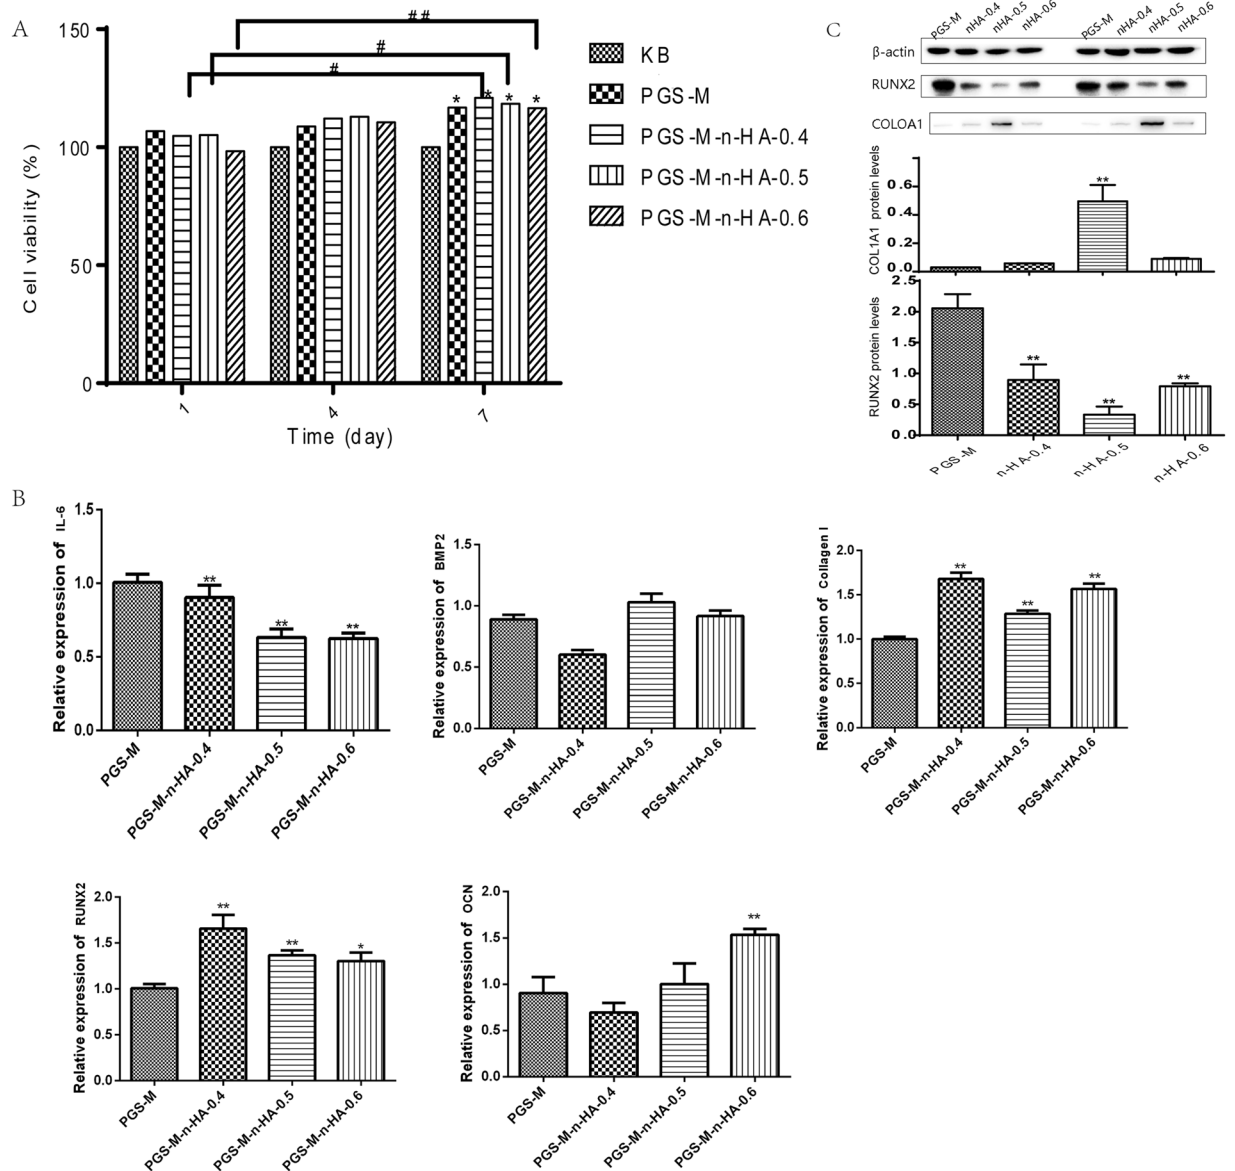 A
150
100
50
0
Cell viability (%)
##
#
#
*
*
*
*
1
4
7
Time (day)
KB
PGS-M
PGS-M-n-HA-0.4
PGS-M-n-HA-0.5
PGS-M-n-HA-0.6
C
PGS-M nHA-0.4 nHA-0.5 nHA-0.6 PGS-M nHA-0.4 nHA-0.5 nHA-0.6
β-actin
RUNX2
COLOA1
COL1A1 protein levels
0.6
0.4
0.2
0.0
**
RUNX2 protein levels
2.5
2.0
1.5
1.0
0.5
0.0
**
**
**
PGS-M
n-HA-0.4
n-HA-0.5
n-HA-0.6
B
Relative expression of IL-6
1.5
1.0
0.5
0.0
**
**
**
PGS-M
PGS-M-n-HA-0.4
PGS-M-n-HA-0.5
PGS-M-n-HA-0.6
Relative expression of BMP2
1.5
1.0
0.5
0.0
PGS-M
PGS-M-n-HA-0.4
PGS-M-n-HA-0.5
PGS-M-n-HA-0.6
Relative expression of Collagen I
2.0
1.5
1.0
0.5
0.0
**
**
**
PGS-M
PGS-M-n-HA-0.4
PGS-M-n-HA-0.5
PGS-M-n-HA-0.6
Relative expression of RUNX2
2.0
1.5
1.0
0.5
0.0
**
**
*
PGS-M
PGS-M-n-HA-0.4
PGS-M-n-HA-0.5
PGS-M-n-HA-0.6
Relative expression of OCN
2.0
1.5
1.0
0.5
0.0
**
PGS-M
PGS-M-n-HA-0.4
PGS-M-n-HA-0.5
PGS-M-n-HA-0.6